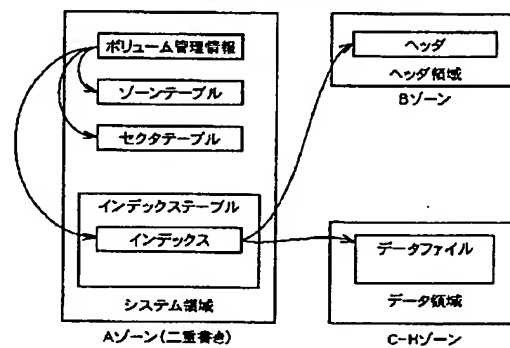 ボリューム管理情報
ゾーンテーブル
セクタテーブル
インデックステーブル
インデックス
システム領域
Aゾーン(二重書き)
ヘッダ
ヘッダ領域
Bゾーン
データファイル
データ領域
C-Hゾーン